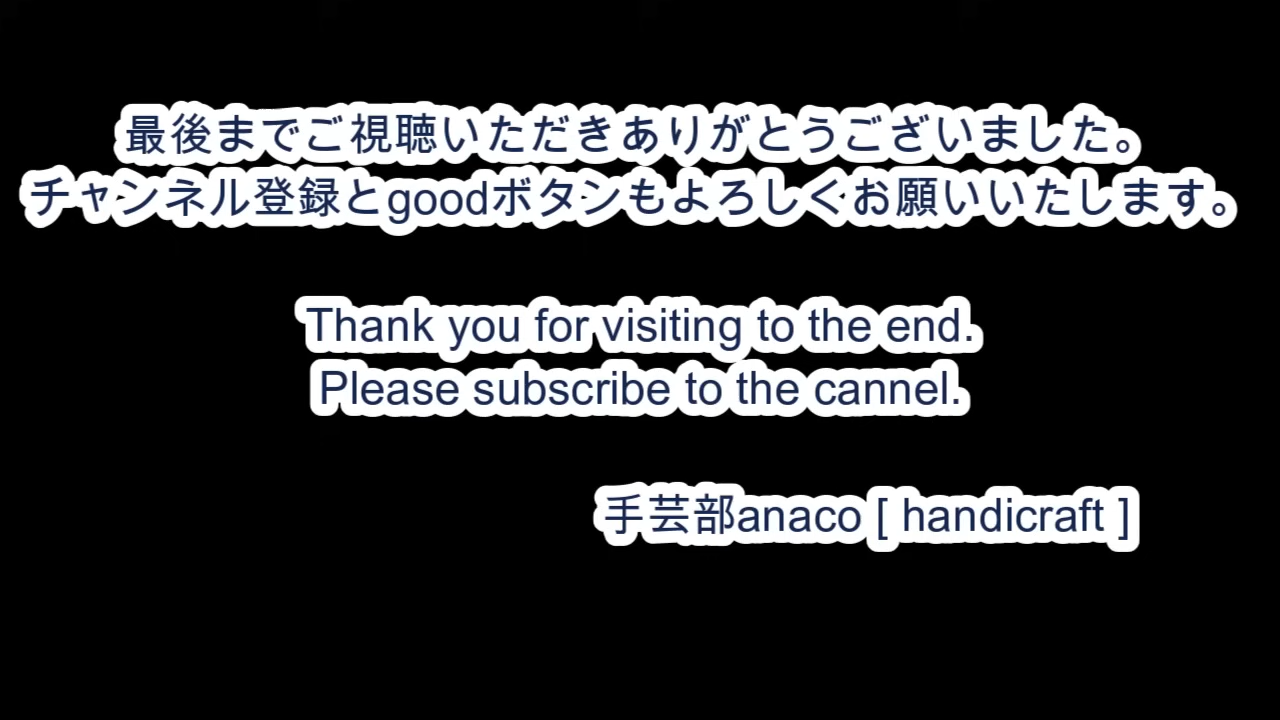 最後までご視聴いただきありがとうございました。
チャンネル登録とgoodボタンもよろしくお願いいたします。
Thank you for visiting to the end.
Please subscribe to the cannel.
手芸部anaco [ handicraft ]